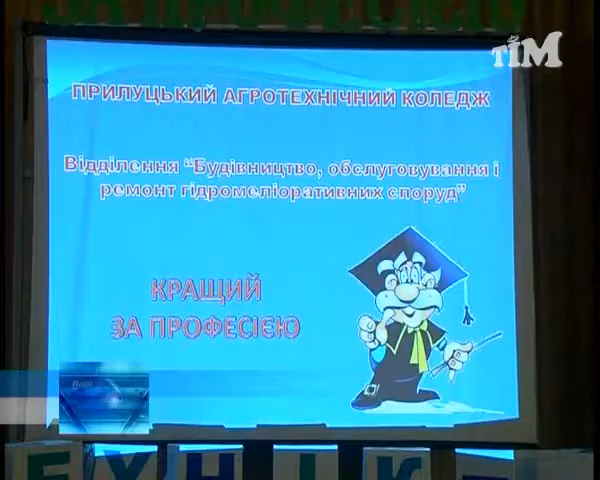 ТІМ
ПРИЛУЦЬКИЙ АГРОТЕХНІЧНИЙ КОЛЕДЖ
Відділення “Будівництво, обслуговування і
ремонт гідромеліоративних споруд”
КРАЩИЙ
ЗА ПРОФЕСІЄЮ